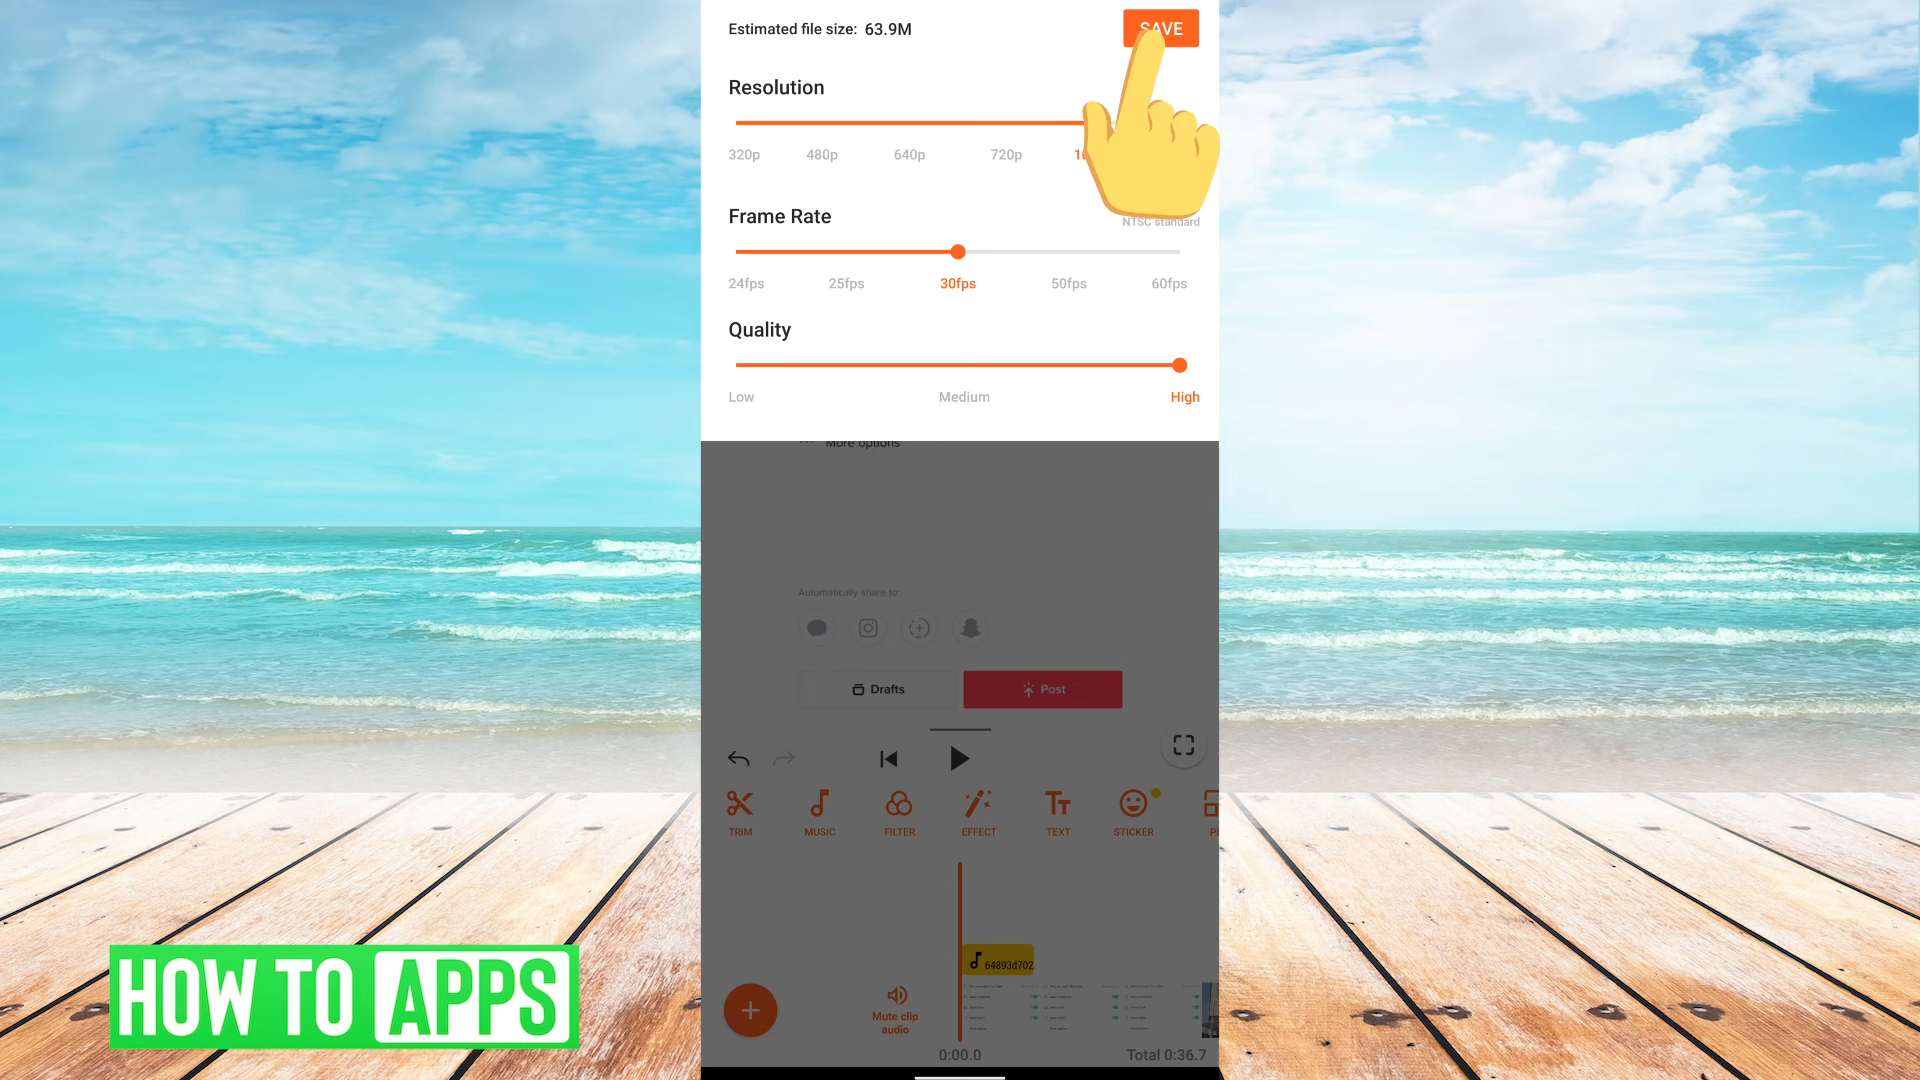 Estimated file size: 63.9M
SAVE
Resolution
320p 480p 640p 720p 10
NTSC standard
Frame Rate
24fps 25fps 30fps 50fps 60fps
Quality
Low Medium High
More options
Automatically share to:
Drafts
Post
TRIM MUSIC FILTER EFFECT TEXT STICKER PI
64893d702
Mute clip
audio
0:00.0
Total 0:36.7
HOW TO APPS